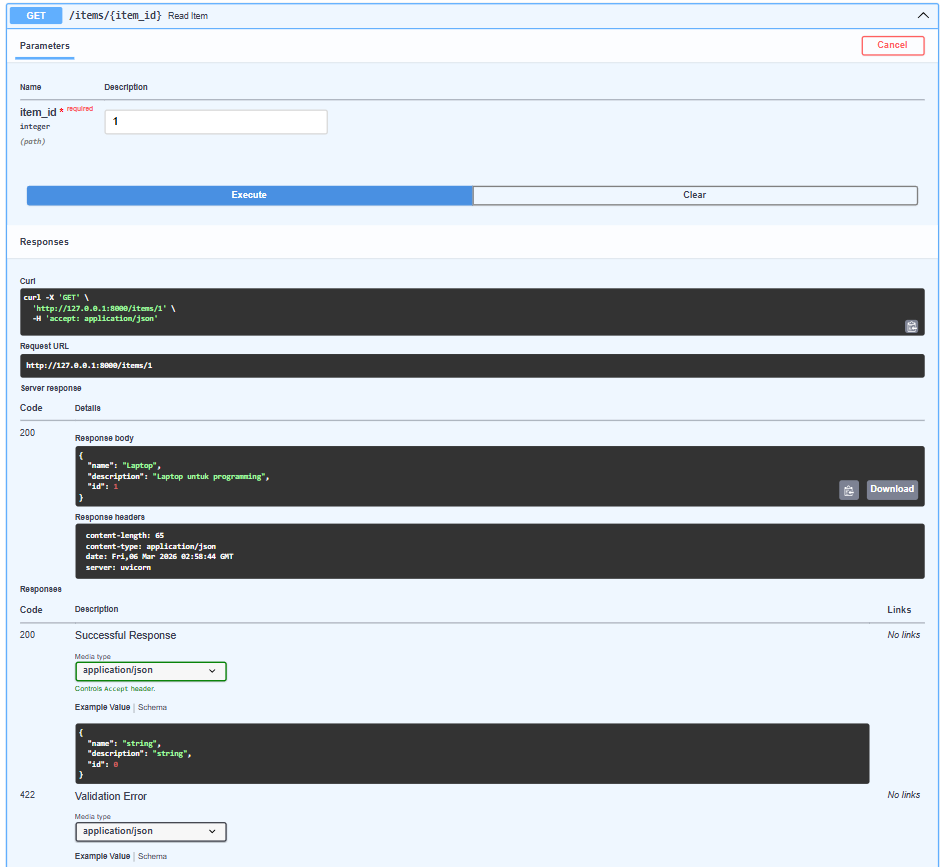 GET /items/{item_id} Read Item
Parameters Cancel
Name Description
item_id * required
integer
(path)
1
Execute Clear
Responses
Curl
curl -X 'GET' \
  'http://127.0.0.1:8000/items/1' \
  -H 'accept: application/json'
Request URL
http://127.0.0.1:8000/items/1
Server response
Code Details
200
Response body
{
  "name": "Laptop",
  "description": "Laptop untuk programming",
  "id": 1
}
Download
Response headers
content-length: 65
content-type: application/json
date: Fri,06 Mar 2026 02:58:44 GMT
server: uvicorn
Responses
Code Description Links
200 Successful Response No links
Media type
application/json
Controls Accept header.
Example Value | Schema
{
  "name": "string",
  "description": "string",
  "id": 0
}
422 Validation Error No links
Media type
application/json
Example Value | Schema